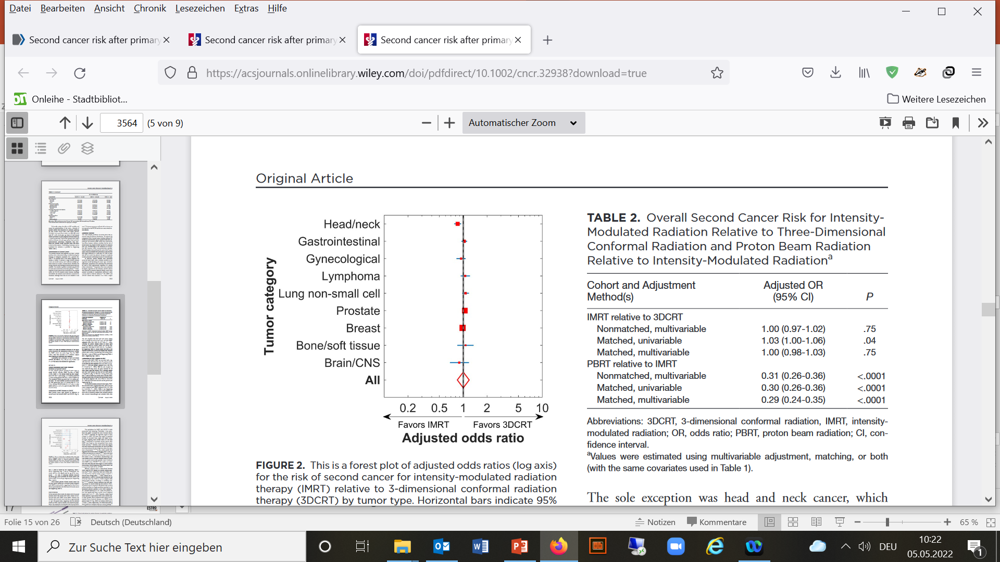 Datei Bearbeiten Ansicht Chronik Lesezeichen Extras Hilfe
Second cancer risk after primary
Second cancer risk after primary
Second cancer risk after primary
https://acsjournals.onlinelibrary.wiley.com/doi/pdfdirect/10.1002/cncr.32938?download=true
Onleihe - Stadtbibliot...
Weitere Lesezeichen
3564 (5 von 9)
Automatischer Zoom
Original Article
Tumor category
Head/neck
Gastrointestinal
Gynecological
Lymphoma
Lung non-small cell
Prostate
Breast
Bone/soft tissue
Brain/CNS
All
0.2 0.5 1 2 5 10
Favors IMRT Favors 3DCRT
Adjusted odds ratio
FIGURE 2. This is a forest plot of adjusted odds ratios (log axis)
for the risk of second cancer for intensity-modulated radiation
therapy (IMRT) relative to 3-dimensional conformal radiation
therapy (3DCRT) by tumor type. Horizontal bars indicate 95%
TABLE 2. Overall Second Cancer Risk for Intensity-
Modulated Radiation Relative to Three-Dimensional
Conformal Radiation and Proton Beam Radiation
Relative to Intensity-Modulated Radiationa
Cohort and Adjustment Adjusted OR
Method(s) (95% CI) P
IMRT relative to 3DCRT
Nonmatched, multivariable 1.00 (0.97-1.02) .75
Matched, univariable 1.03 (1.00-1.06) .04
Matched, multivariable 1.00 (0.98-1.03) .75
PBRT relative to IMRT
Nonmatched, multivariable 0.31 (0.26-0.36) <.0001
Matched, univariable 0.30 (0.26-0.36) <.0001
Matched, multivariable 0.29 (0.24-0.35) <.0001
Abbreviations: 3DCRT, 3-dimensional conformal radiation, IMRT, intensity-
modulated radiation; OR, odds ratio; PBRT, proton beam radiation; CI, con-
fidence interval.
aValues were estimated using multivariable adjustment, matching, or both
(with the same covariates used in Table 1).
The sole exception was head and neck cancer, which
17
ESTRO
Folie 15 von 26 Deutsch (Deutschland) Notizen Kommentare 65 %
Zur Suche Text hier eingeben
DEU
10:22
05.05.2022
1